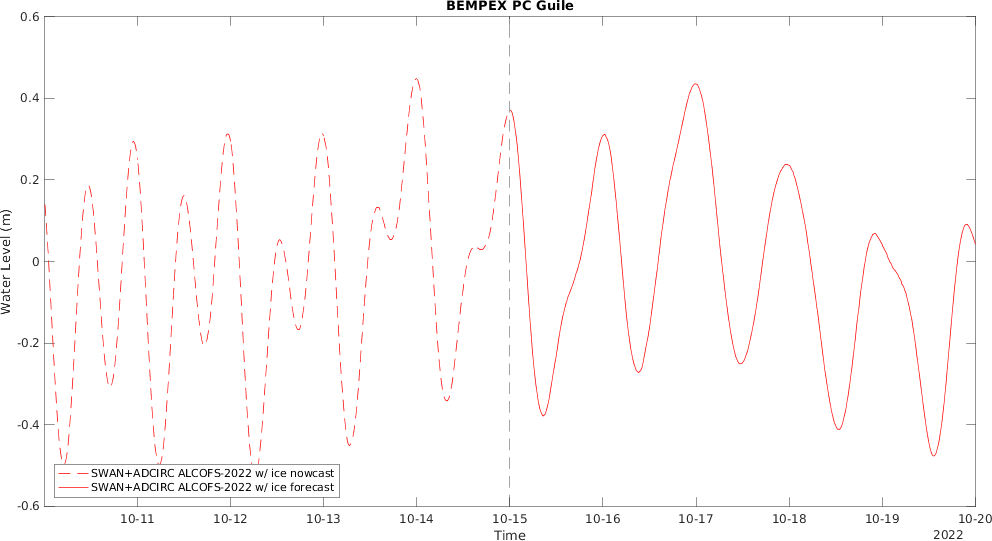 BEMPEX PC Guile
0.6
0.4
0.2
0
-0.2
-0.4
-0.6
Water Level (m)
SWAN+ADCIRC ALCOFS-2022 w/ ice nowcast
SWAN+ADCIRC ALCOFS-2022 w/ ice forecast
10-11 10-12 10-13 10-14 10-15 10-16 10-17 10-18 10-19 10-20
Time
2022